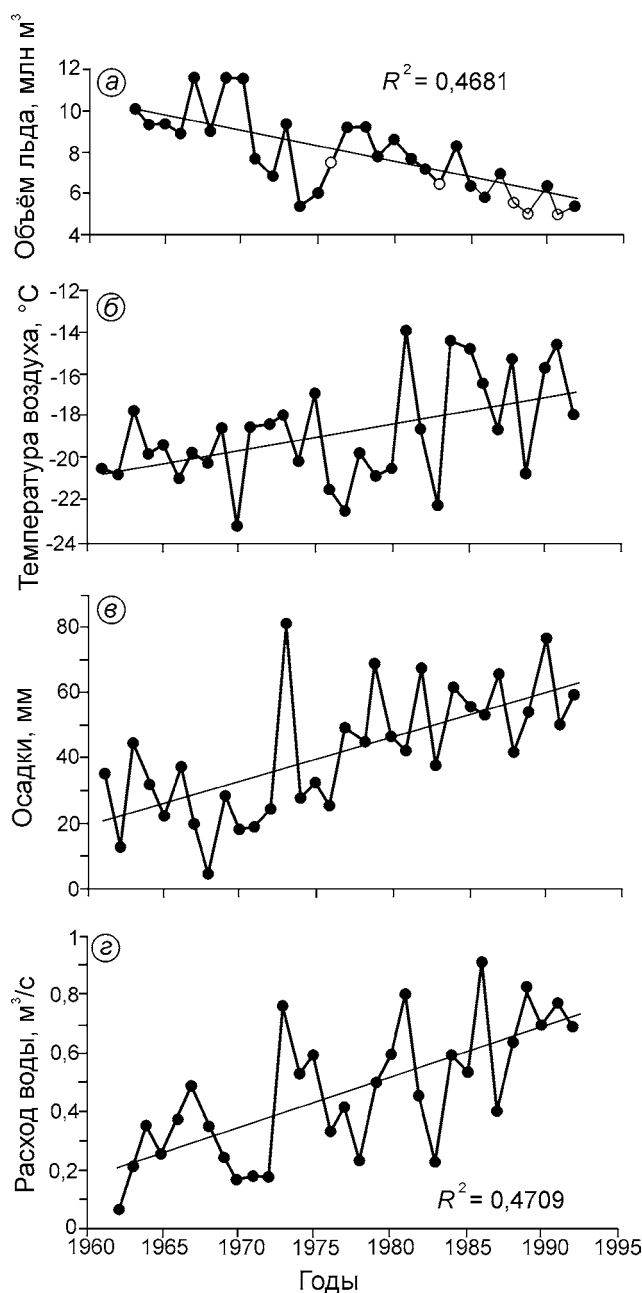 Объём льда, млн м³
12
10
8
6
4
а
R² = 0,4681
Температура воздуха, °С
-12
-14
-16
-18
-20
-22
-24
б
Осадки, мм
80
60
40
20
0
в
Расход воды, м³/с
1
0,8
0,6
0,4
0,2
0
г
R² = 0,4709
1960 1965 1970 1975 1980 1985 1990 1995
Годы